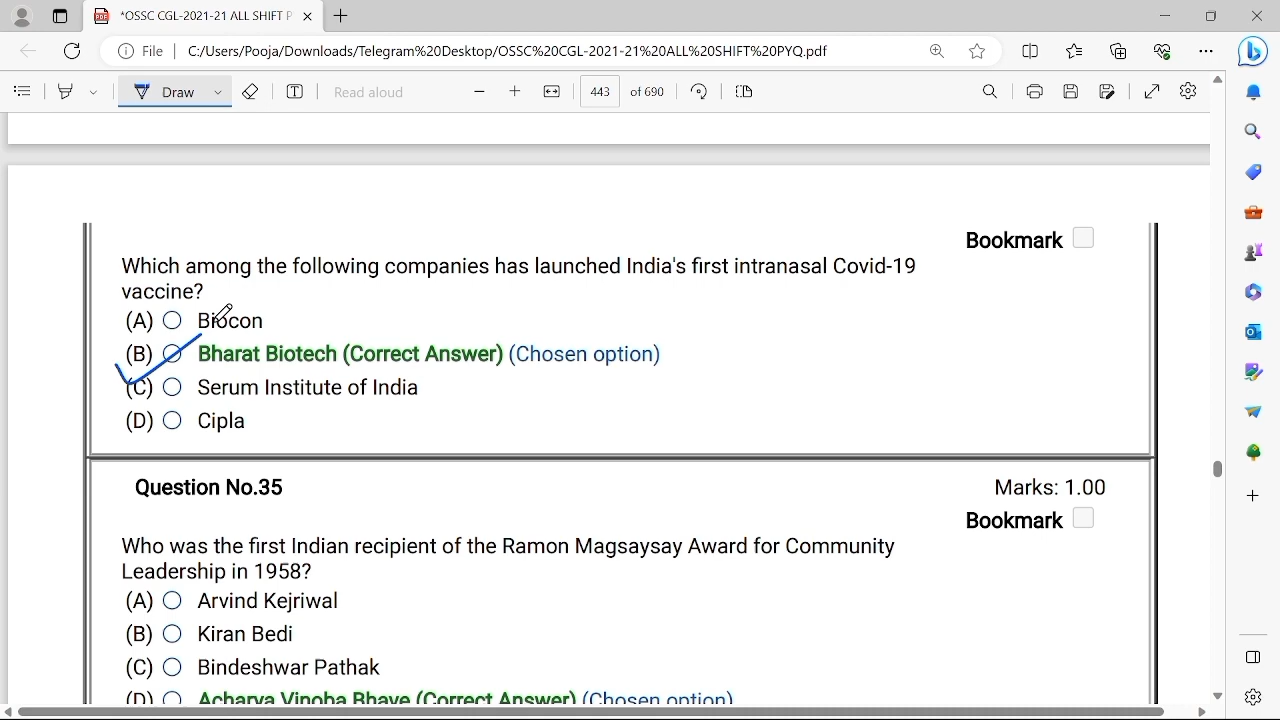 *OSSC CGL-2021-21 ALL SHIFT P
File
C:/Users/Pooja/Downloads/Telegram%20Desktop/OSSC%20CGL-2021-21%20ALL%20SHIFT%20PYQ.pdf
Draw
Read aloud
443 of 690
Bookmark
Which among the following companies has launched India's first intranasal Covid-19
vaccine?
(A) Biocon
(B) Bharat Biotech (Correct Answer) (Chosen option)
(C) Serum Institute of India
(D) Cipla
Question No.35 Marks: 1.00
Bookmark
Who was the first Indian recipient of the Ramon Magsaysay Award for Community
Leadership in 1958?
(A) Arvind Kejriwal
(B) Kiran Bedi
(C) Bindeshwar Pathak
(D) Acharya Vinoba Bhave (Correct Answer) (Chosen option)